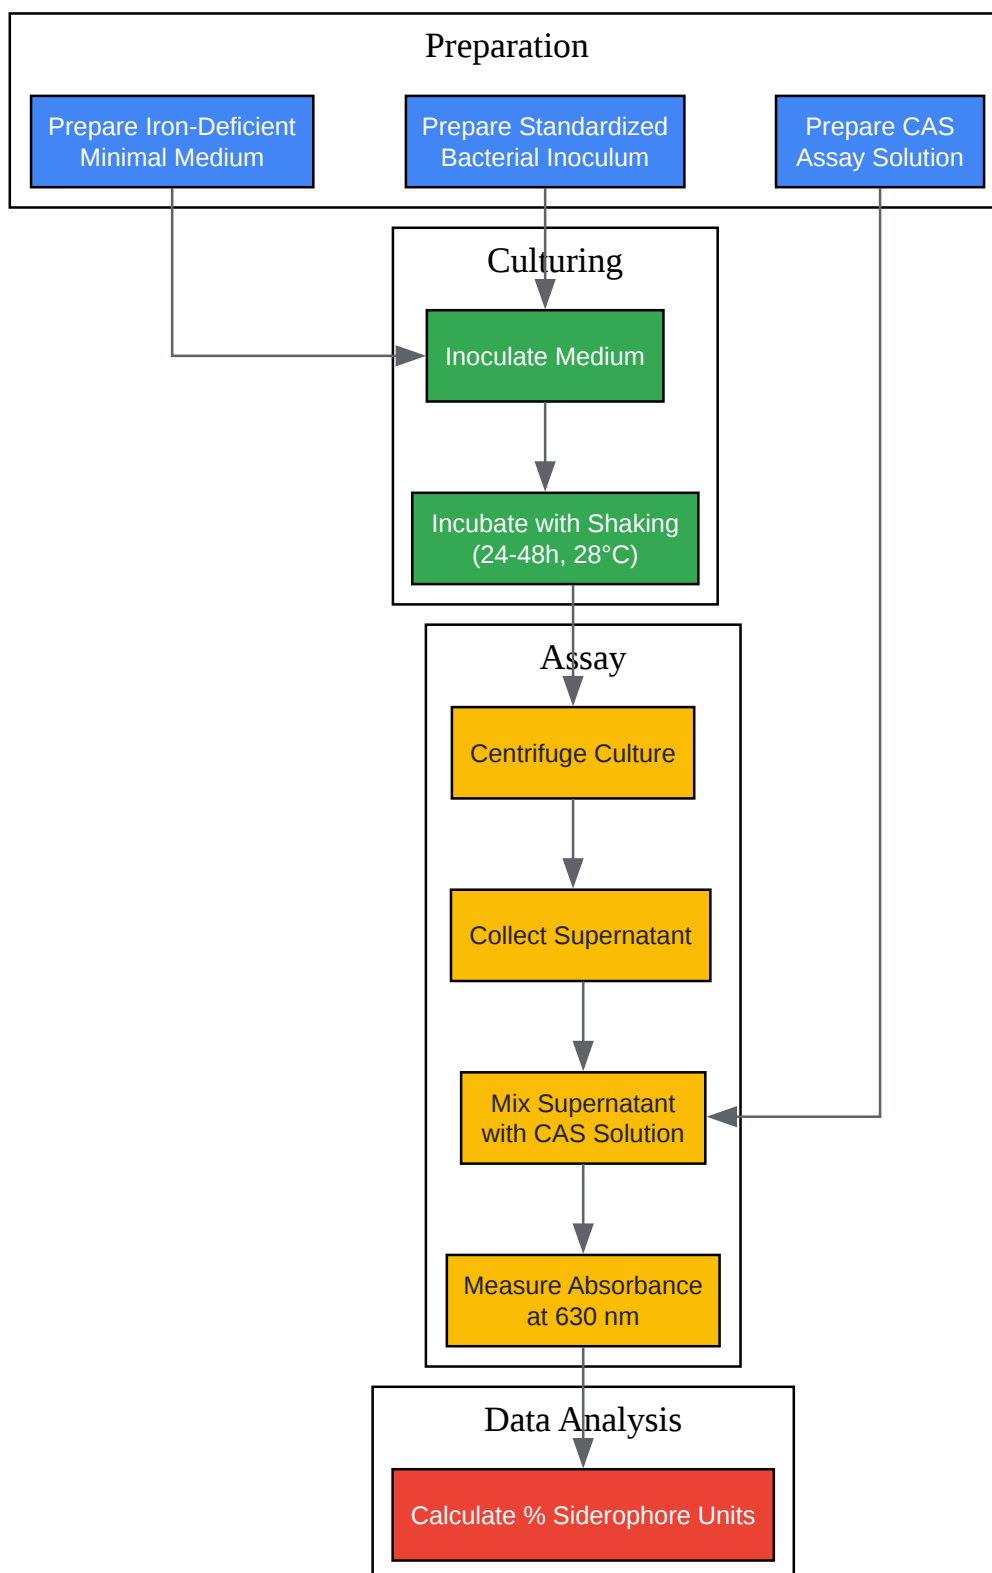 Preparation
Prepare Iron-Deficient
Minimal Medium
Prepare Standardized
Bacterial Inoculum
Prepare CAS
Assay Solution
Culturing
Inoculate Medium
Incubate with Shaking
(24-48h, 28°C)
Assay
Centrifuge Culture
Collect Supernatant
Mix Supernatant
with CAS Solution
Measure Absorbance
at 630 nm
Data Analysis
Calculate % Siderophore Units